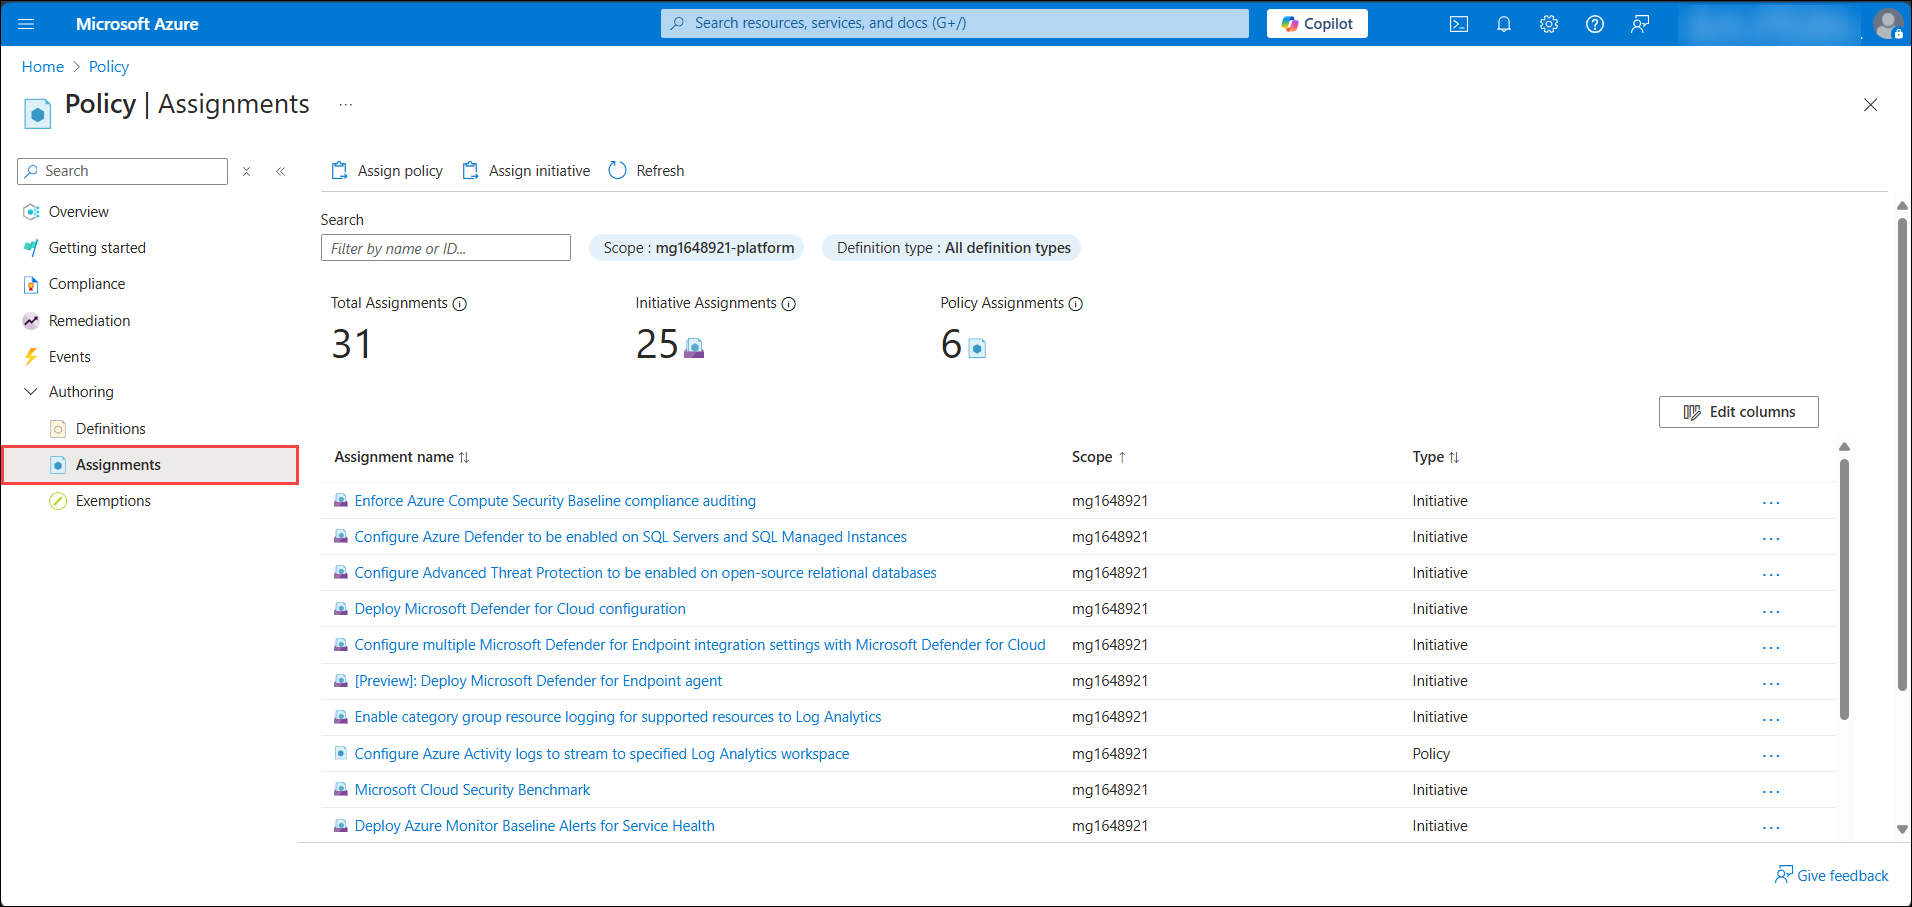 Microsoft Azure
Search resources, services, and docs (G+/)
Copilot
Home > Policy
Policy | Assignments ...
Search
Overview
Getting started
Compliance
Remediation
Events
Authoring
Definitions
Assignments
Exemptions
Assign policy Assign initiative Refresh
Search
Filter by name or ID...
Scope : mg1648921-platform
Definition type : All definition types
Total Assignments
31
Initiative Assignments
25
Policy Assignments
6
Edit columns
Assignment name Scope Type
Enforce Azure Compute Security Baseline compliance auditing mg1648921 Initiative ...
Configure Azure Defender to be enabled on SQL Servers and SQL Managed Instances mg1648921 Initiative ...
Configure Advanced Threat Protection to be enabled on open-source relational databases mg1648921 Initiative ...
Deploy Microsoft Defender for Cloud configuration mg1648921 Initiative ...
Configure multiple Microsoft Defender for Endpoint integration settings with Microsoft Defender for Cloud mg1648921 Initiative ...
[Preview]: Deploy Microsoft Defender for Endpoint agent mg1648921 Initiative ...
Enable category group resource logging for supported resources to Log Analytics mg1648921 Initiative ...
Configure Azure Activity logs to stream to specified Log Analytics workspace mg1648921 Policy ...
Microsoft Cloud Security Benchmark mg1648921 Initiative ...
Deploy Azure Monitor Baseline Alerts for Service Health mg1648921 Initiative ...
Give feedback